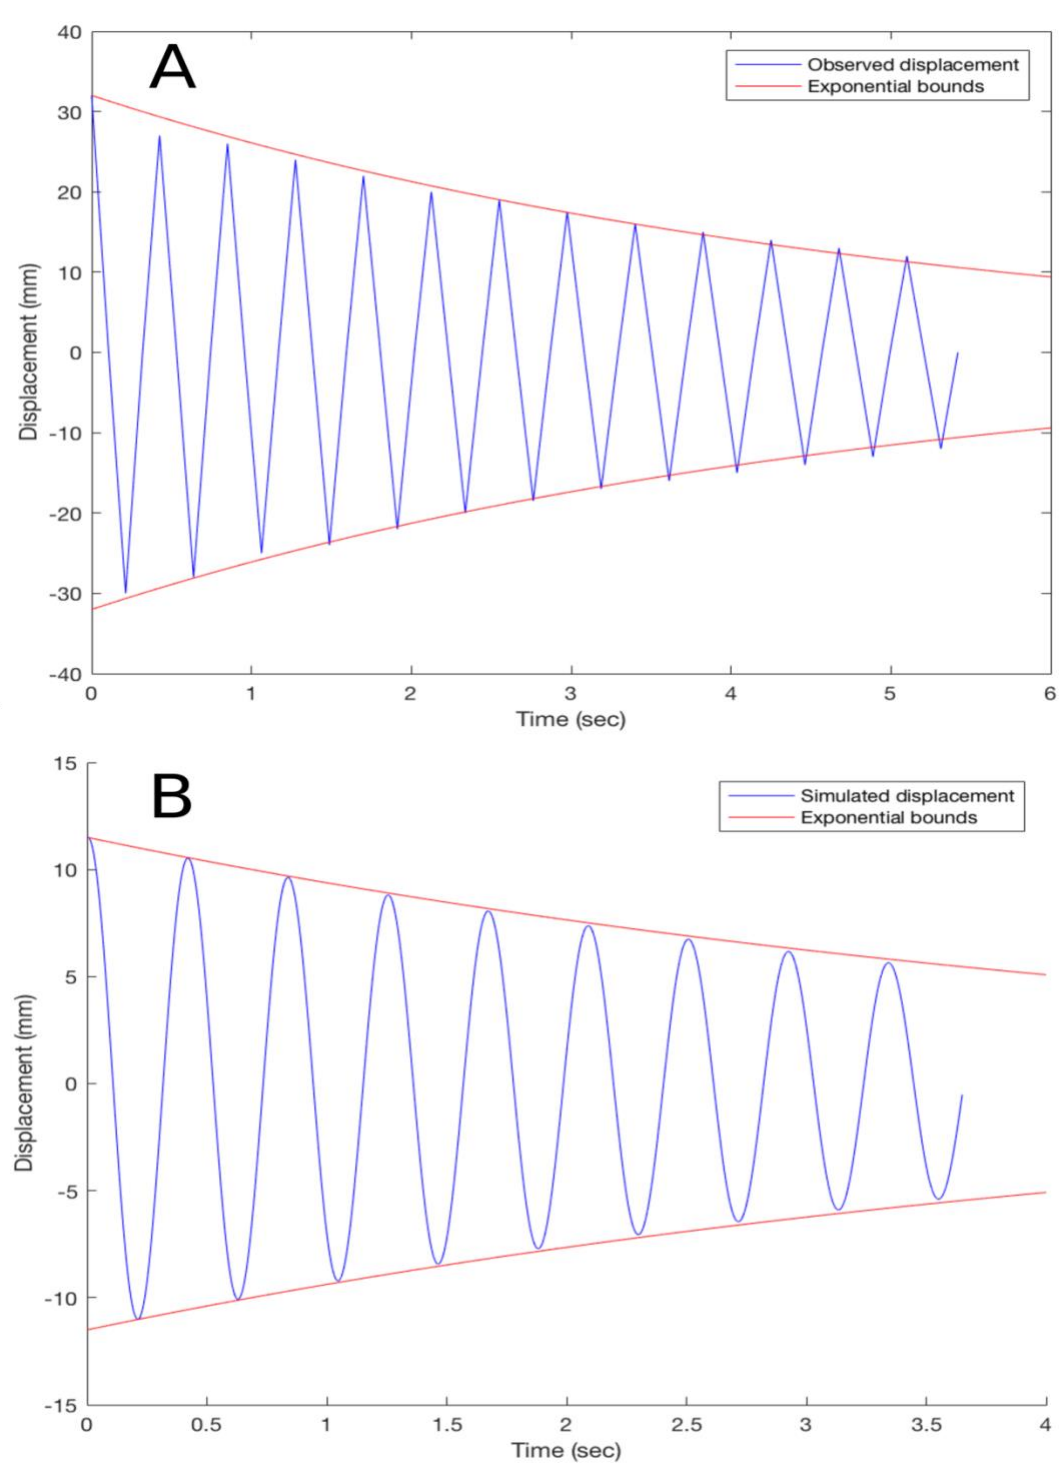 A
Observed displacement
Exponential bounds
40
30
20
10
0
-10
-20
-30
-40
Displacement (mm)
0 1 2 3 4 5 6
Time (sec)
B
Simulated displacement
Exponential bounds
15
10
5
0
-5
-10
-15
Displacement (mm)
0 0.5 1 1.5 2 2.5 3 3.5 4
Time (sec)